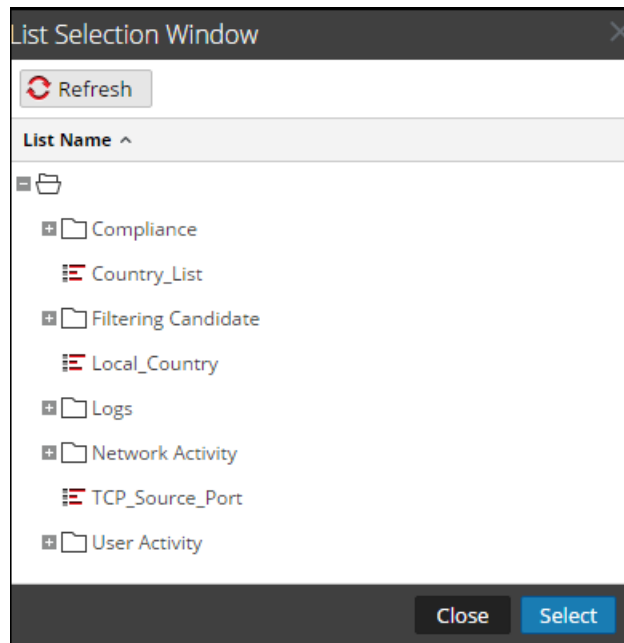 List Selection Window
Refresh
List Name
Compliance
Country_List
Filtering Candidate
Local_Country
Logs
Network Activity
TCP_Source_Port
User Activity
Close Select